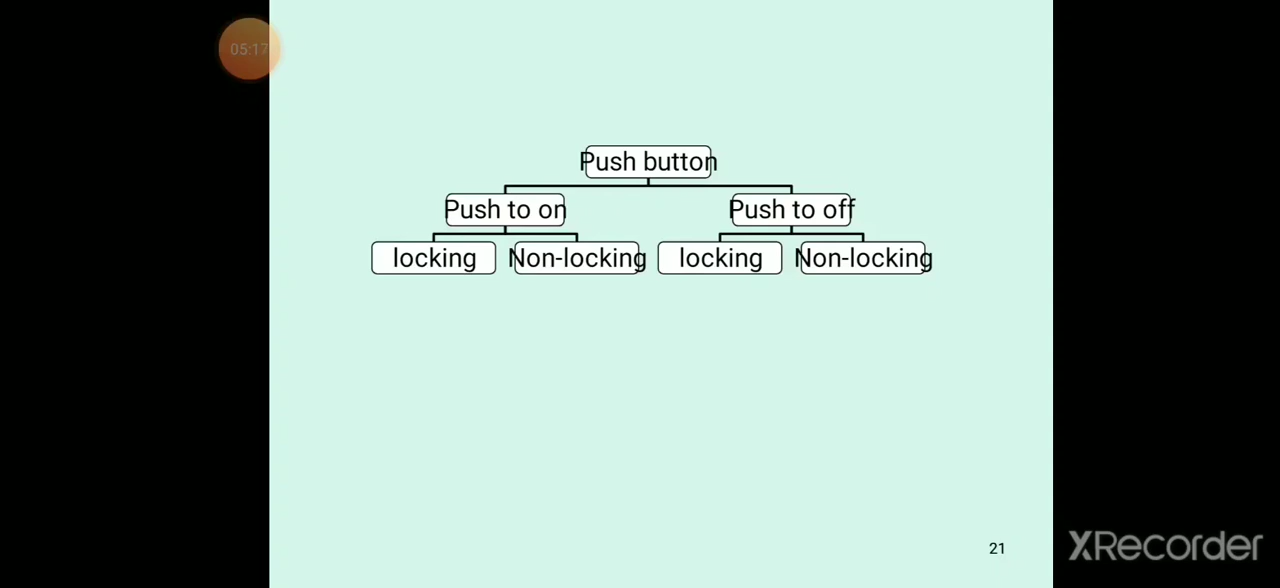 05:17
Push button
Push to on
Push to off
locking
Non-locking
locking
Non-locking
21
XRecorder